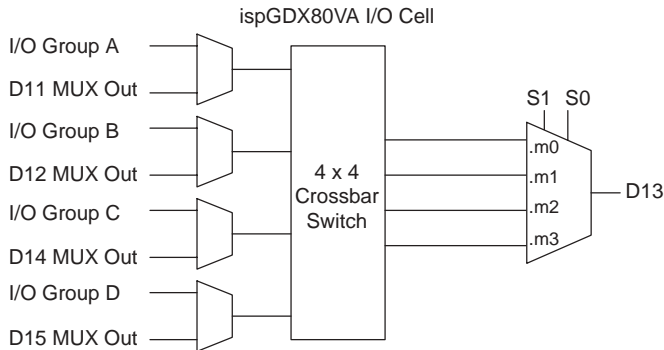 ispGDX80VA I/O Cell
I/O Group A
D11 MUX Out
I/O Group B
D12 MUX Out
I/O Group C
D14 MUX Out
I/O Group D
D15 MUX Out
4 x 4
Crossbar
Switch
S1 S0
.m0
.m1
.m2
.m3
D13